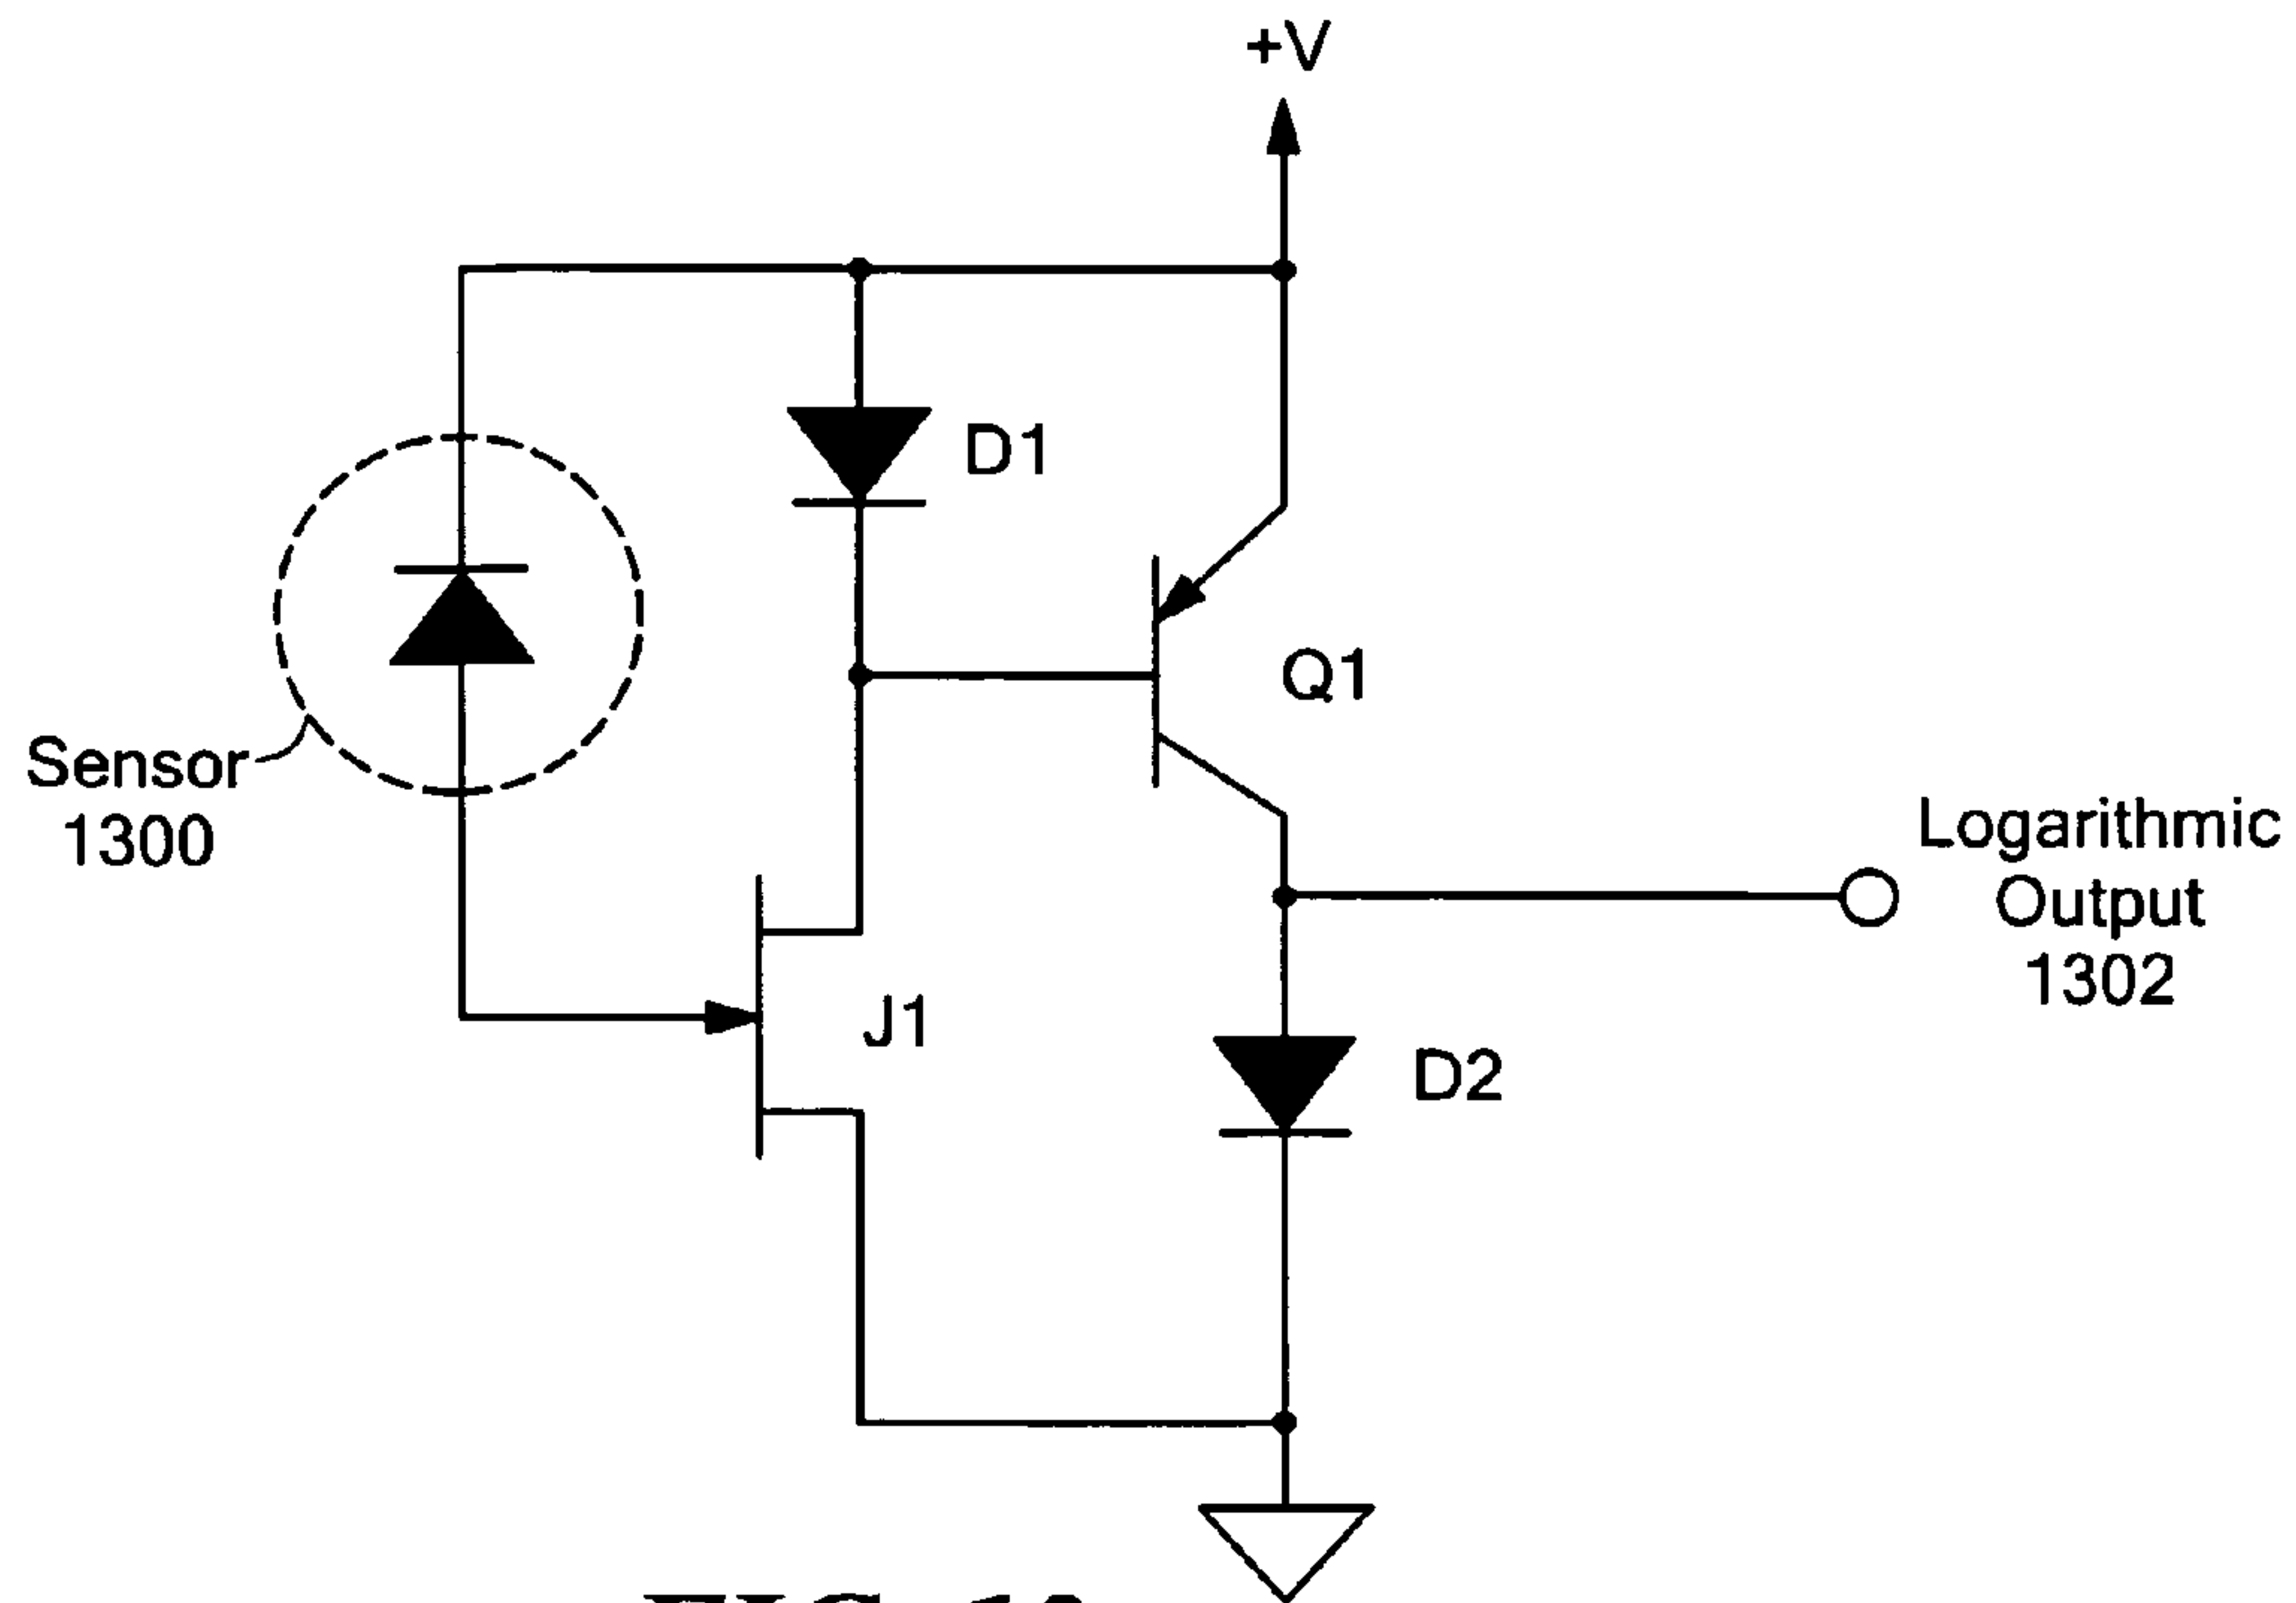 +V
D1
Q1
Sensor
1300
Logarithmic
Output
1302
J1
D2